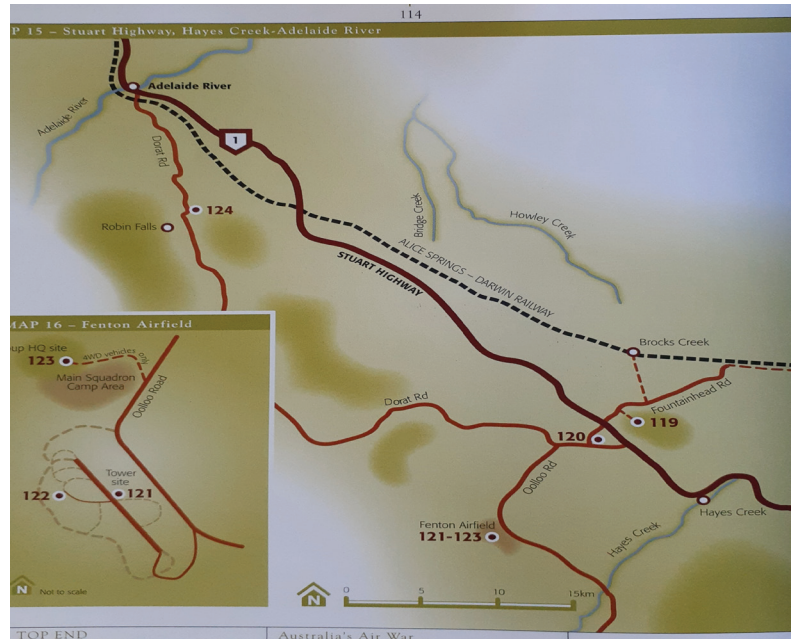 114
P 15 – Stuart Highway, Hayes Creek-Adelaide River
Adelaide River
Adelaide River
1
Dorat Rd
124
Robin Falls
Bridge Creek
Howley Creek
ALICE SPRINGS – DARWIN RAILWAY
STUART HIGHWAY
Brocks Creek
Fountainhead Rd
119
120
Dorat Rd
Oolloo Rd
Hayes Creek
Hayes Creek
Fenton Airfield
121-123
MAP 16 – Fenton Airfield
up HQ site
123
4WD vehicles only
Main Squadron
Camp Area
Oolloo Road
Tower
site
122
121
N
Not to scale
N
0 5 10 15km
TOP END
Australia's Air War